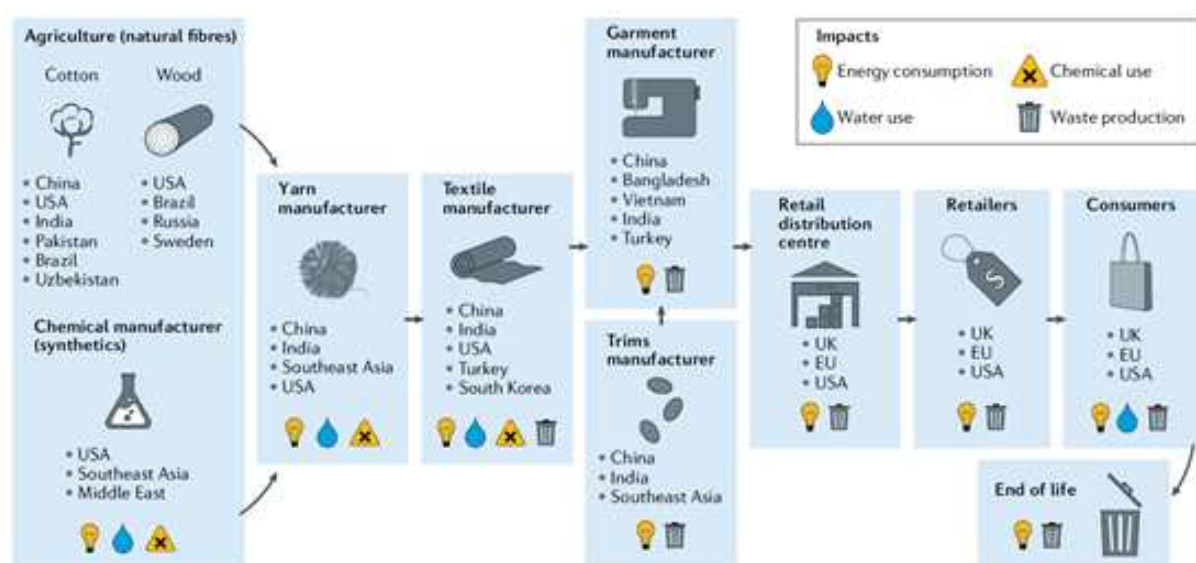 Agriculture (natural fibres)
Cotton
• China
• USA
• India
• Pakistan
• Brazil
• Uzbekistan
Wood
• USA
• Brazil
• Russia
• Sweden
Chemical manufacturer
(synthetics)
• USA
• Southeast Asia
• Middle East
Yarn
manufacturer
• China
• India
• Southeast Asia
• USA
Textile
manufacturer
• China
• India
• USA
• Turkey
• South Korea
Garment
manufacturer
• China
• Bangladesh
• Vietnam
• India
• Turkey
Trims
manufacturer
• China
• India
• Southeast Asia
Impacts
Energy consumption
Chemical use
Water use
Waste production
Retail
distribution
centre
• UK
• EU
• USA
Retailers
S
• UK
• EU
• USA
Consumers
• UK
• EU
• USA
End of life